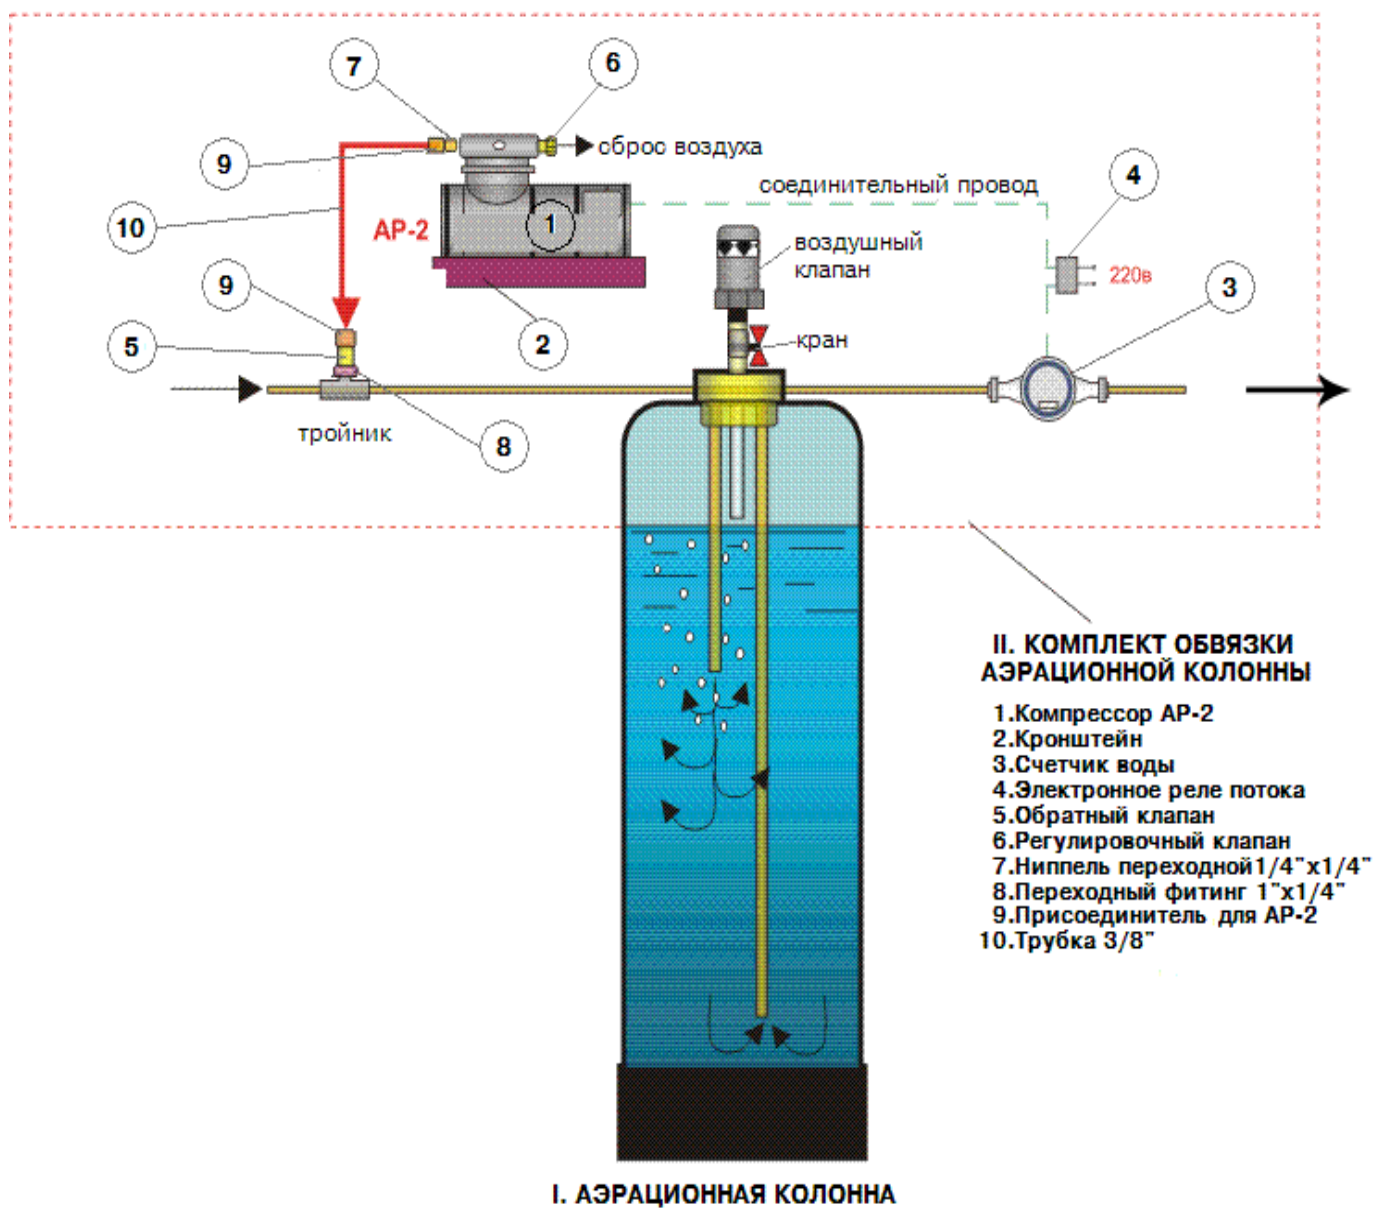 7
6
9
сброс воздуха
соединительный провод
4
10
АР-2
1
воздушный
клапан
220в
9
3
5
2
кран
тройник
8
II. КОМПЛЕКТ ОБВЯЗКИ
АЭРАЦИОННОЙ КОЛОННЫ
1.Компрессор АР-2
2.Кронштейн
3.Счетчик воды
4.Электронное реле потока
5.Обратный клапан
6.Регулировочный клапан
7.Ниппель переходной1/4"х1/4"
8.Переходный фитинг 1"х1/4"
9.Присоединитель для АР-2
10.Трубка 3/8"
I. АЭРАЦИОННАЯ КОЛОННА